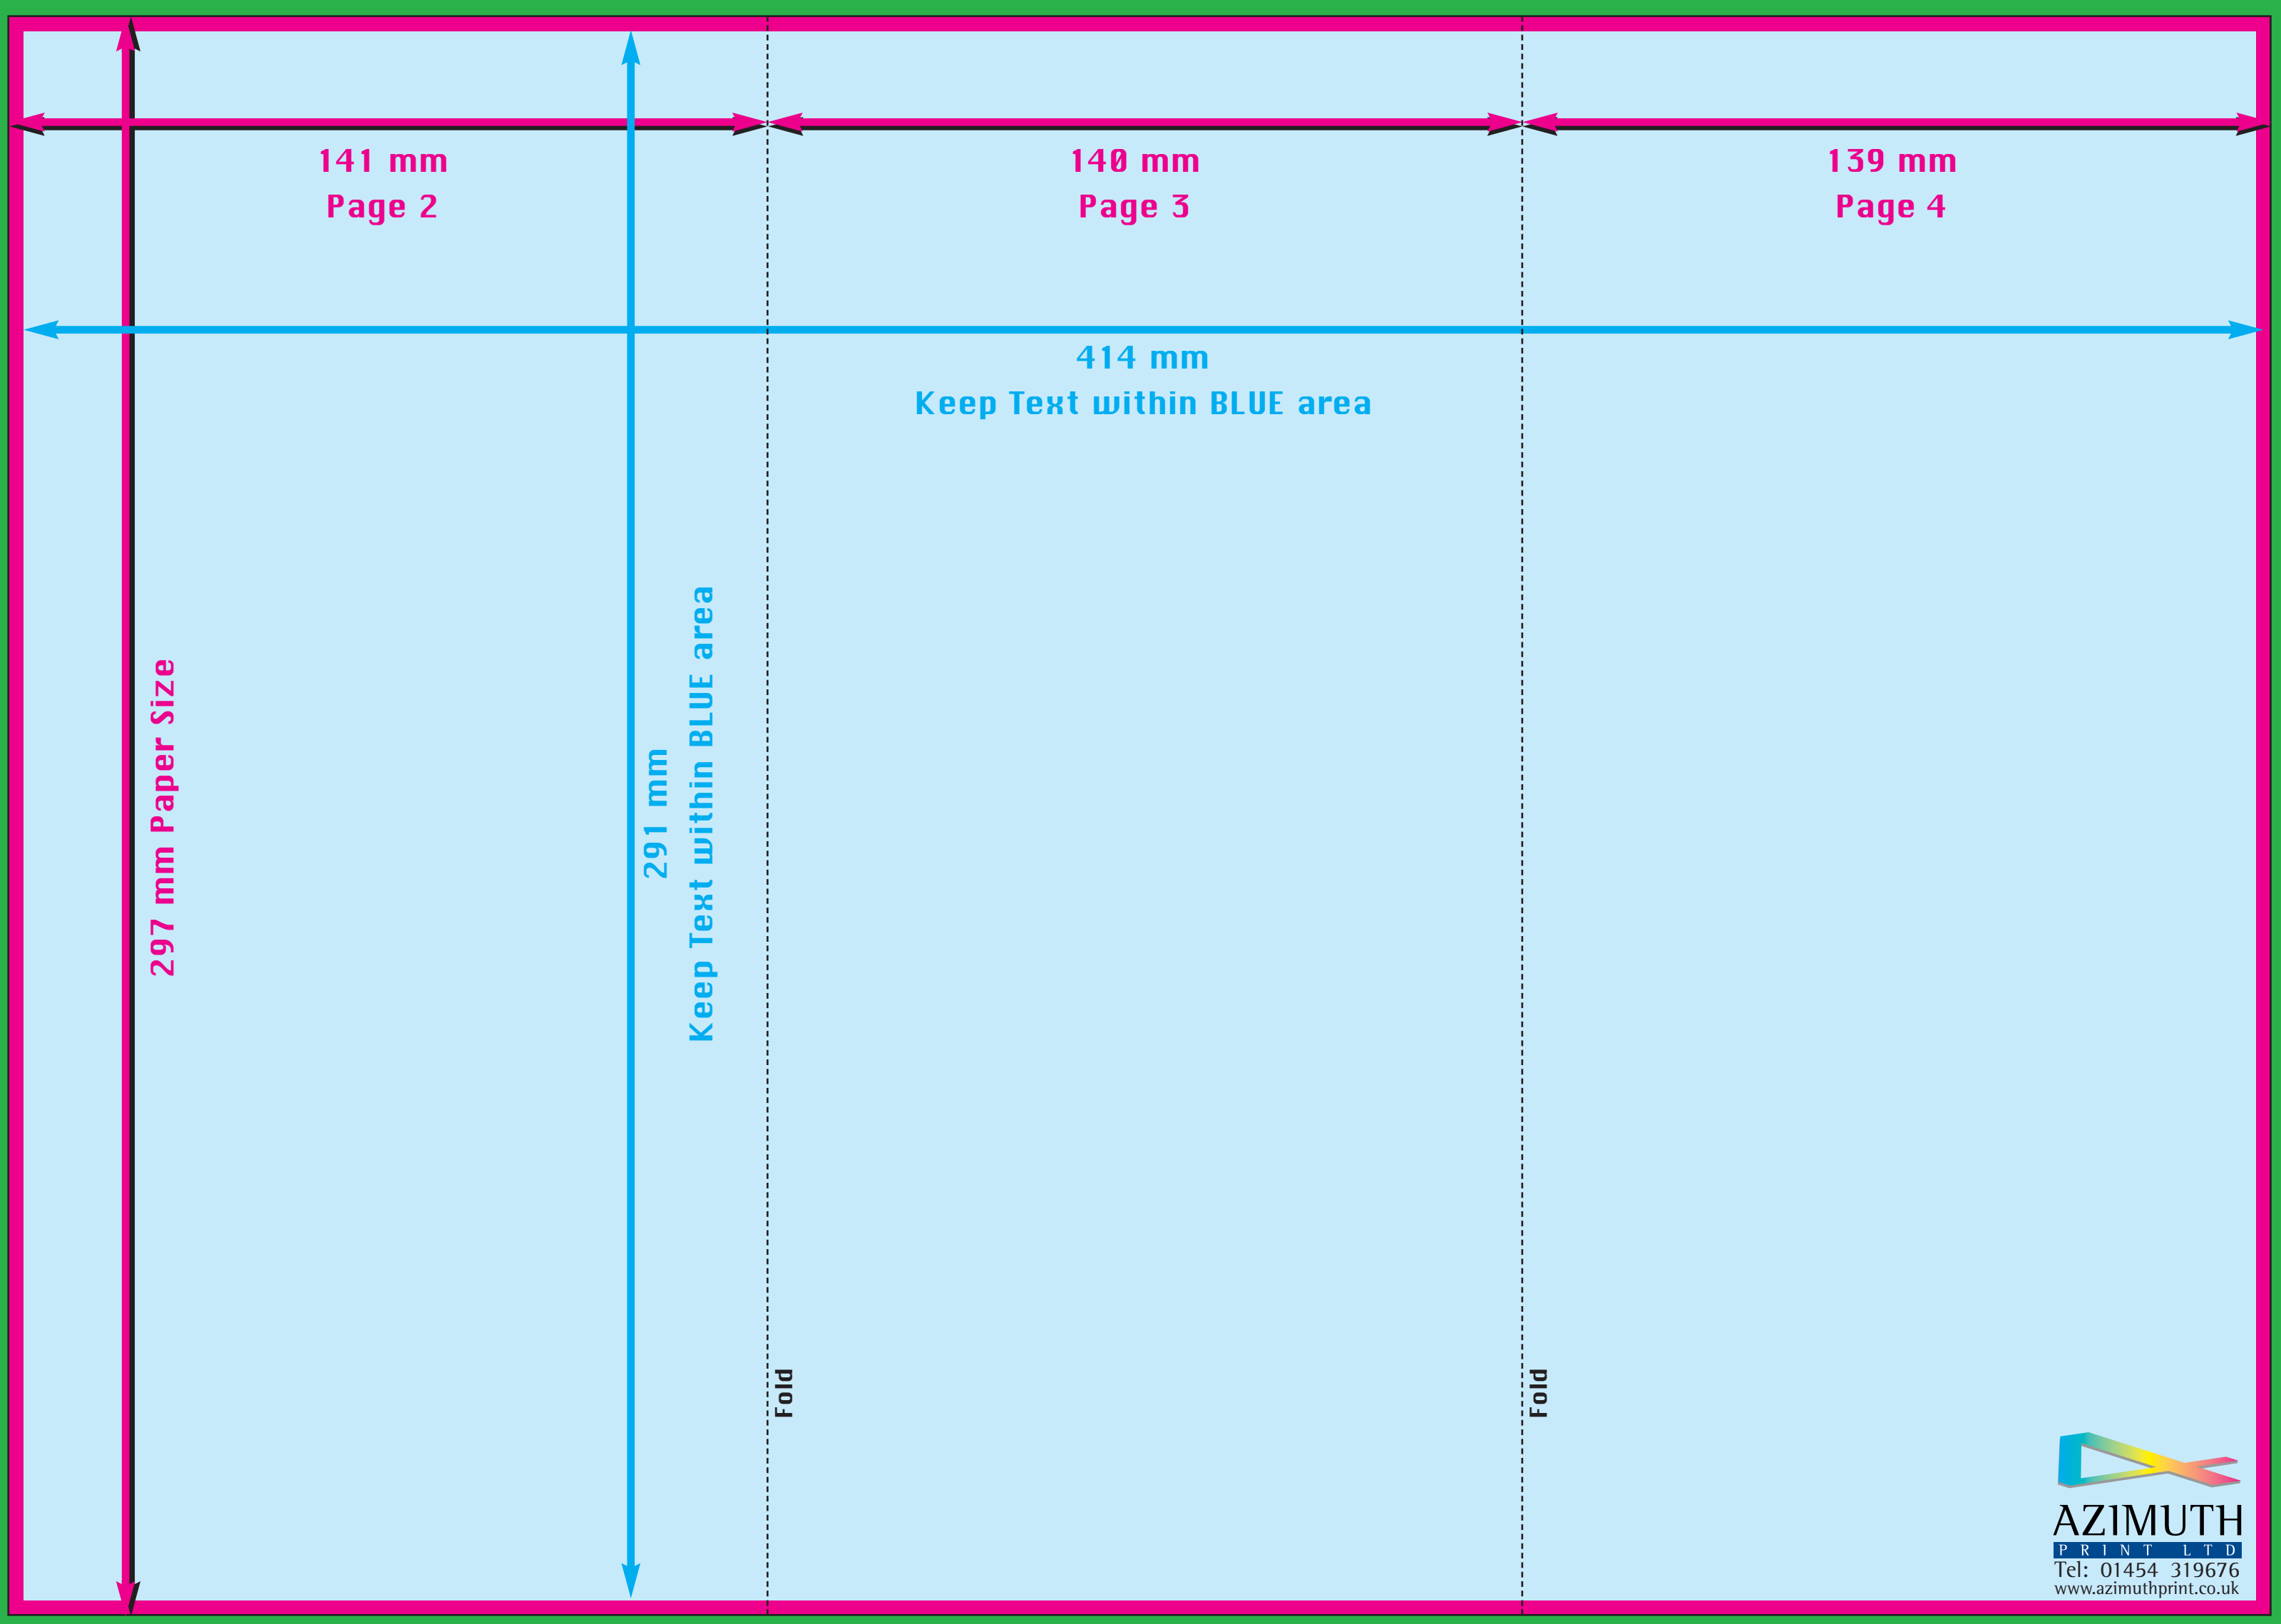 141 mm
Page 2
140 mm
Page 3
139 mm
Page 4
414 mm
Keep Text within BLUE area
297 mm Paper Size
291 mm
Keep Text within BLUE area
Fold
Fold
AZIMUTH
PRINT LTD
Tel: 01454 319676
www.azimuthprint.co.uk